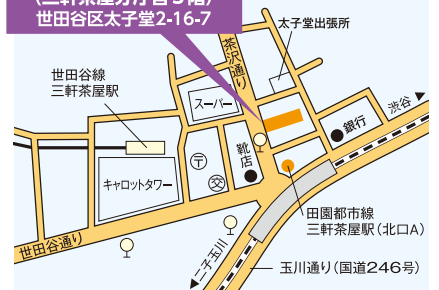 (三軒茶屋分庁舎3階)
世田谷区太子堂2-16-7
茶沢通り
太子堂出張所
世田谷線
三軒茶屋駅
スーパー
渋谷
銀行
靴店
〒
交
キャロットタワー
田園都市線
三軒茶屋駅(北口A)
世田谷通り
二子玉川
玉川通り(国道246号)